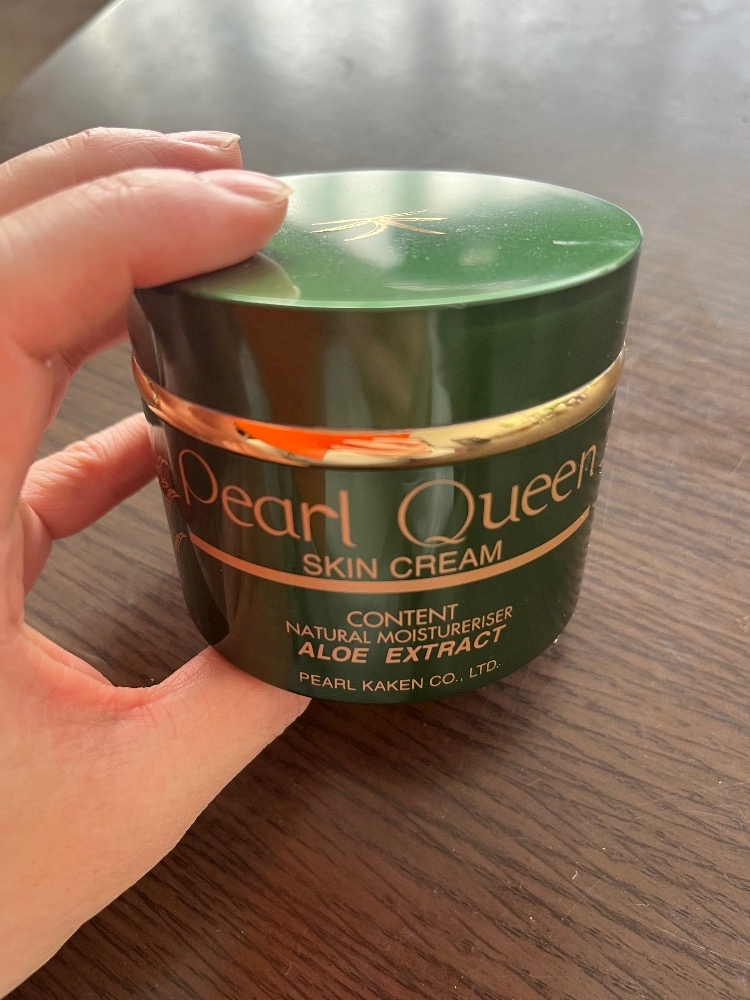 Pearl Queen
SKIN CREAM
CONTENT
NATURAL MOISTURERISER
ALOE EXTRACT
PEARL KAKEN CO., LTD.